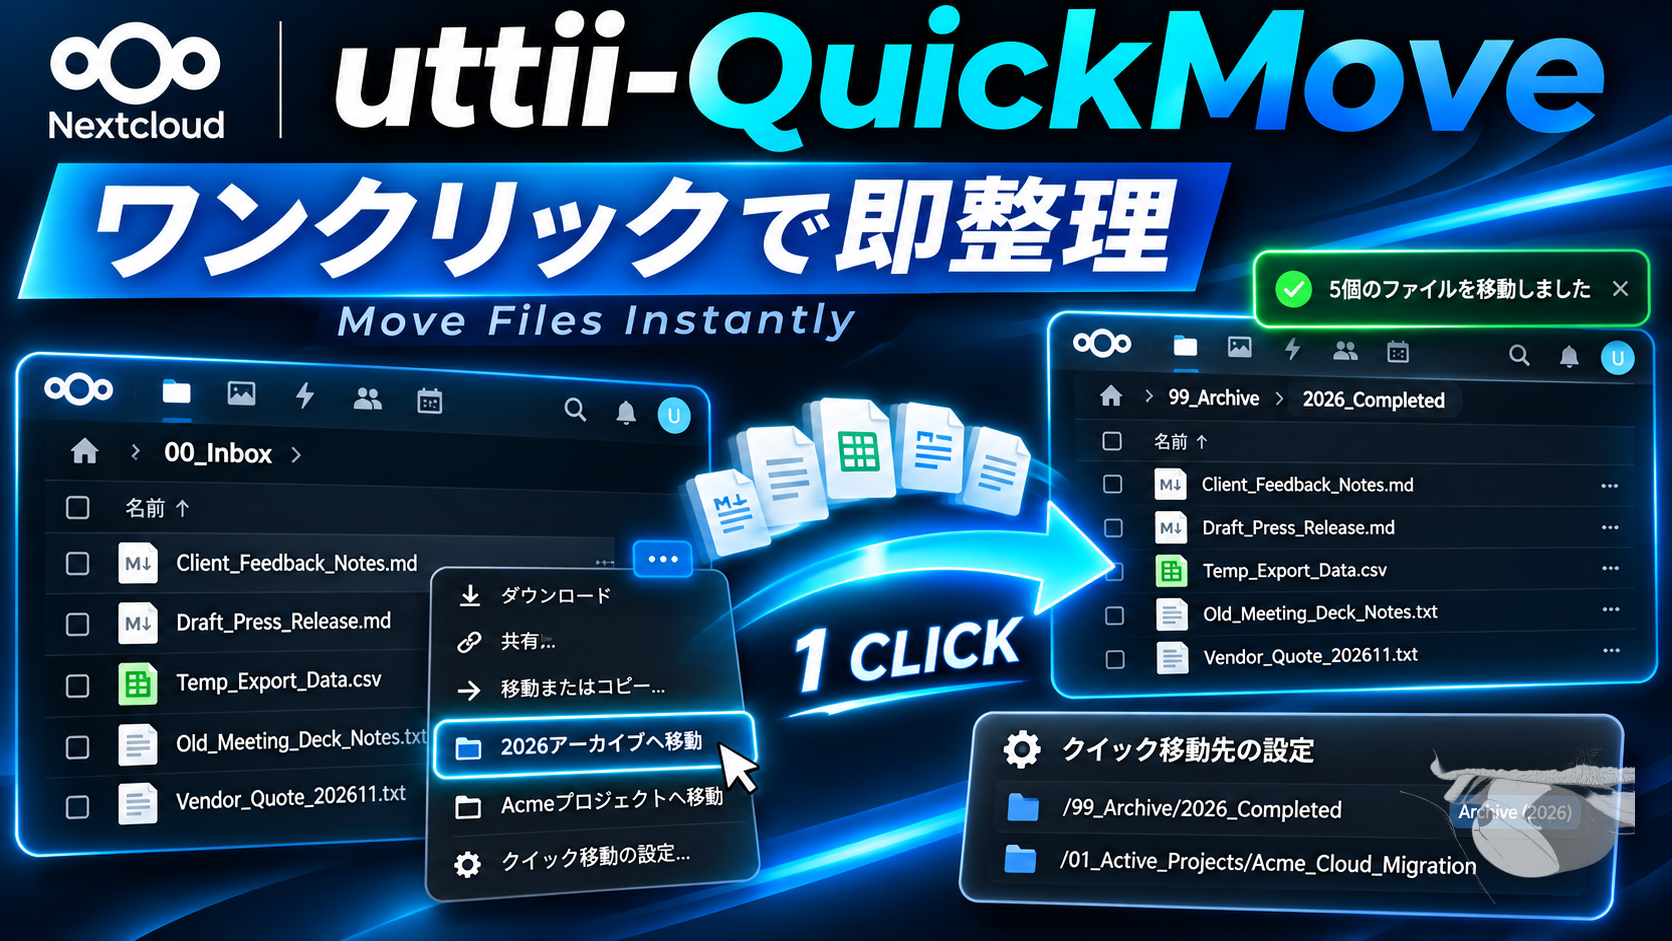 Nextcloud
uttii-QuickMove
ワンクリックで即整理
Move Files Instantly
5個のファイルを移動しました
U
00_Inbox
名前 ↑
M↓ Client_Feedback_Notes.md
M↓ Draft_Press_Release.md
Temp_Export_Data.csv
Old_Meeting_Deck_Notes.txt
Vendor_Quote_202611.txt
ダウンロード
共有...
移動またはコピー...
2026アーカイブへ移動
Acmeプロジェクトへ移動
クイック移動の設定...
M↓
1 CLICK
U
99_Archive > 2026_Completed
名前 ↑
M↓ Client_Feedback_Notes.md
M↓ Draft_Press_Release.md
Temp_Export_Data.csv
Old_Meeting_Deck_Notes.txt
Vendor_Quote_202611.txt
クイック移動先の設定
/99_Archive/2026_Completed
Archive (2026)
/01_Active_Projects/Acme_Cloud_Migration